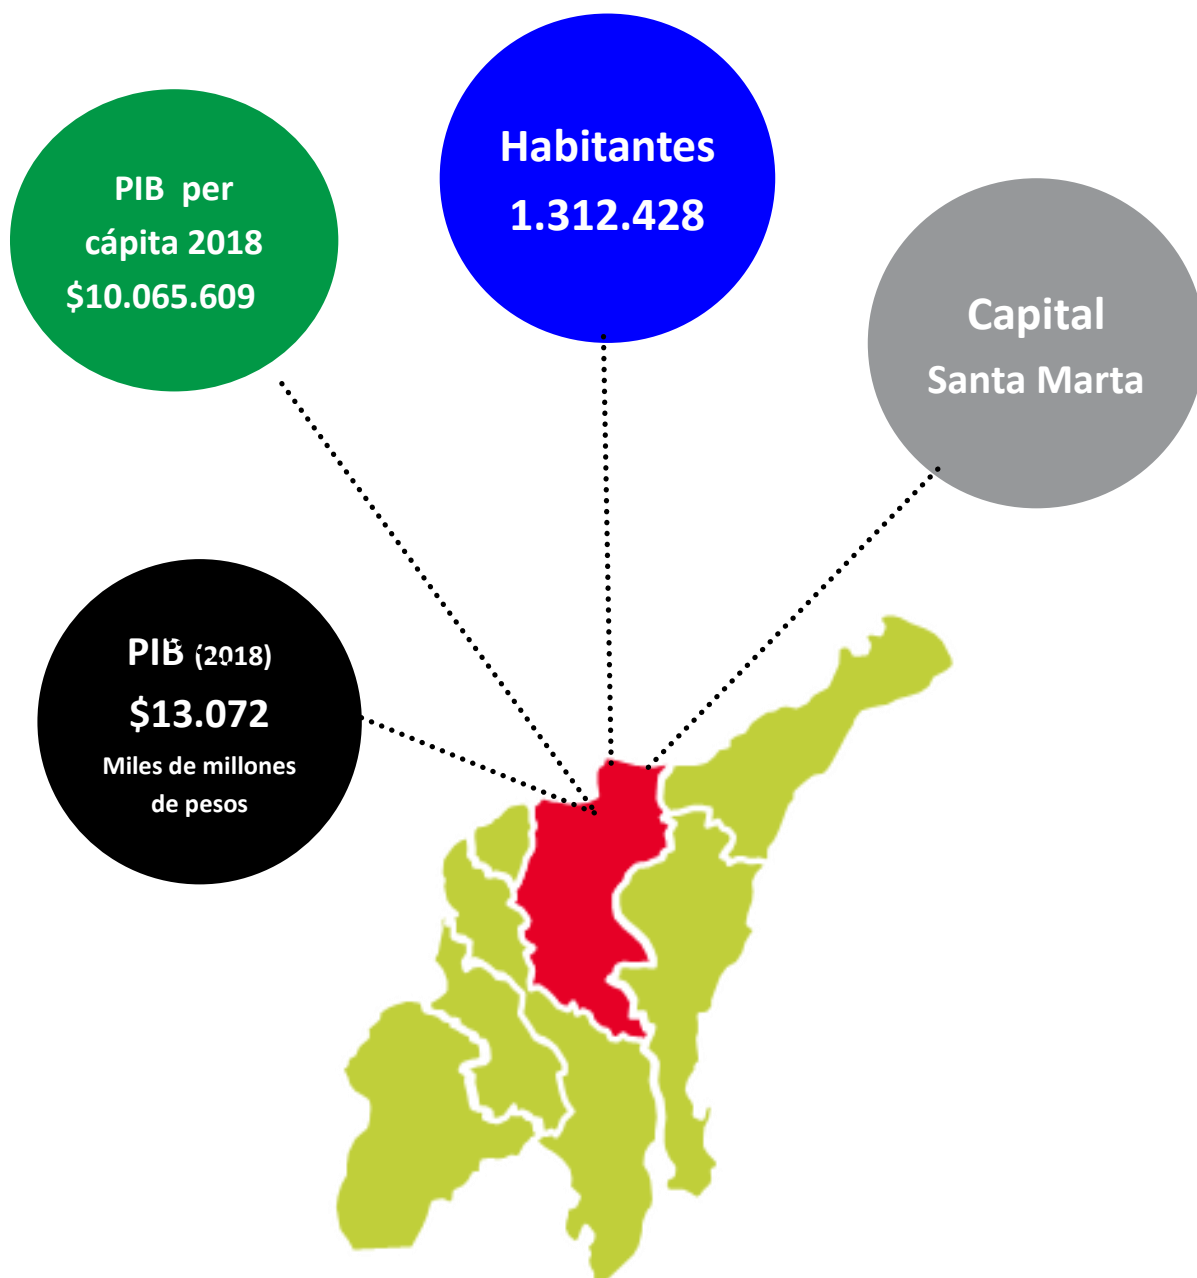 Habitantes
1.312.428
PIB per
cápita 2018
$10.065.609
Capital
Santa Marta
PIB (2018)
$13.072
Miles de millones
de pesos